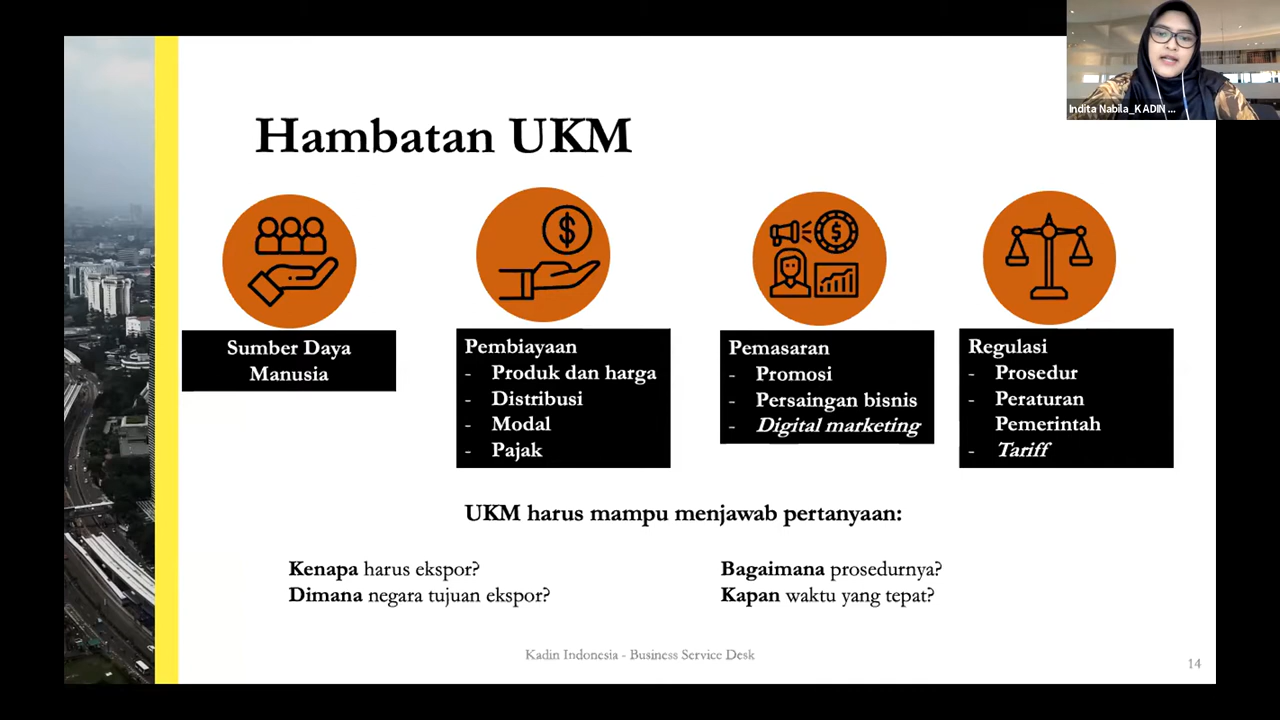 Indita Nabila_KADIN ...
Hambatan UKM
Sumber Daya
Manusia
Pembiayaan
- Produk dan harga
- Distribusi
- Modal
- Pajak
Pemasaran
- Promosi
- Persaingan bisnis
- Digital marketing
Regulasi
- Prosedur
- Peraturan
Pemerintah
- Tariff
UKM harus mampu menjawab pertanyaan:
Kenapa harus ekspor?
Dimana negara tujuan ekspor?
Bagaimana prosedurnya?
Kapan waktu yang tepat?
Kadin Indonesia - Business Service Desk
14